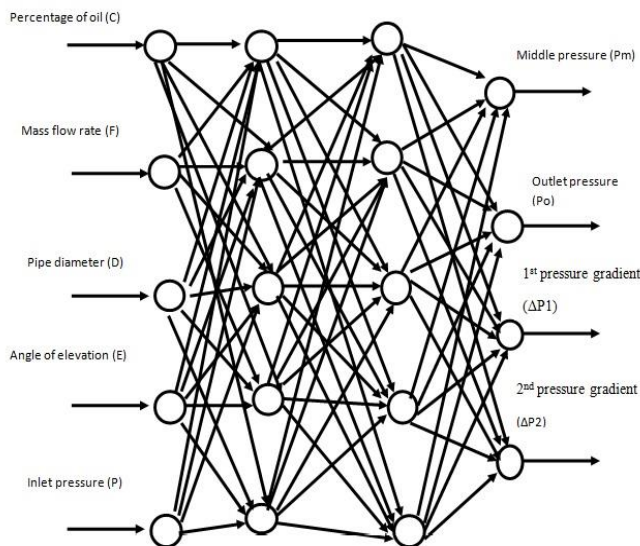 Percentage of oil (C)
Mass flow rate (F)
Pipe diameter (D)
Angle of elevation (E)
Inlet pressure (P)
Middle pressure (Pm)
Outlet pressure
(Po)
1st pressure gradient
(ΔP1)
2nd pressure gradient
(ΔP2)